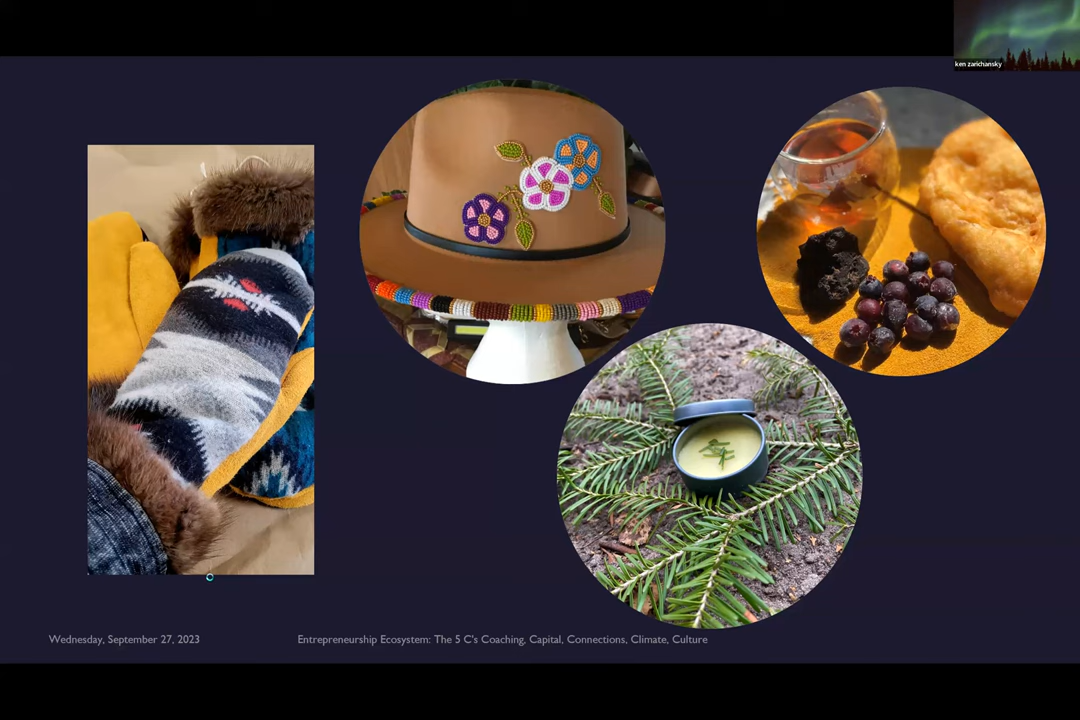 ken zarichansky
Wednesday, September 27, 2023
Entrepreneurship Ecosystem: The 5 C's Coaching, Capital, Connections, Climate, Culture